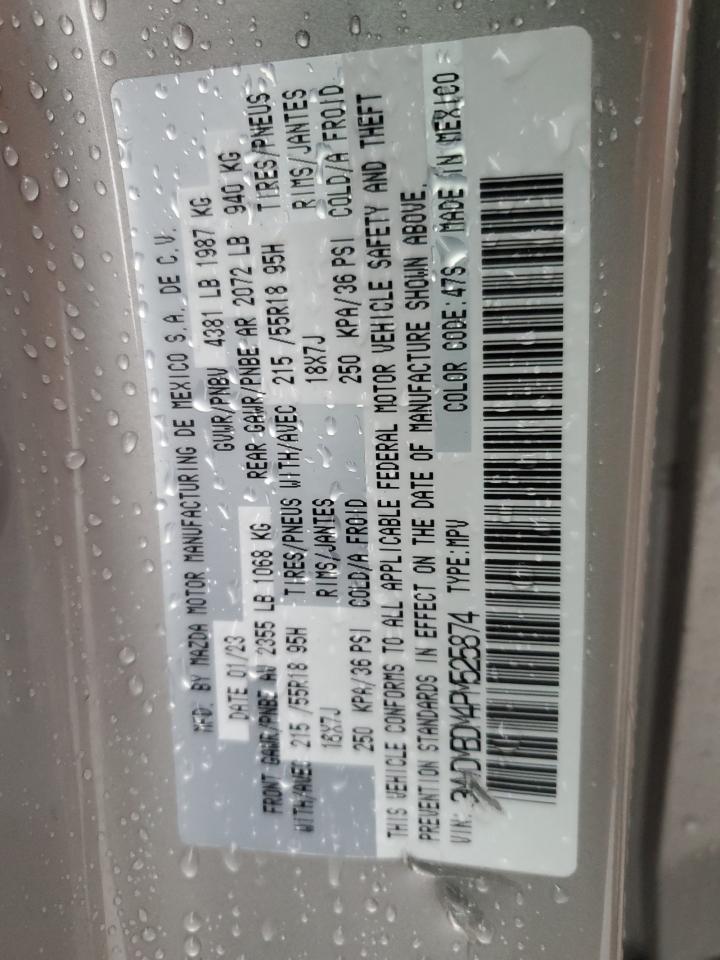 MFD. BY MAZDA MOTOR MANUFACTURING DE MEXICO S.A. DE C.V.
DATE 01/23 GVWR/PNBV 4381 LB 1987 KG
FRONT GAWR/PNBE AV 2355 LB 1068 KG REAR GAWR/PNBE AR 2072 LB 940 KG
WITH/AVEC 215 /55R18 95H TIRES/PNEUS WITH/AVEC 215 /55R18 95H TIRES/PNEUS
18X7J RIMS/JANTES 18X7J RIMS/JANTES
250 KPA/36 PSI COLD/A FROID 250 KPA/36 PSI COLD/A FROID
THIS VEHICLE CONFORMS TO ALL APPLICABLE FEDERAL MOTOR VEHICLE SAFETY AND THEFT
PREVENTION STANDARDS IN EFFECT ON THE DATE OF MANUFACTURE SHOWN ABOVE.
VIN: 3MVDMBDM4PM525874 TYPE:MPV COLOR CODE:47S MADE IN MEXICO